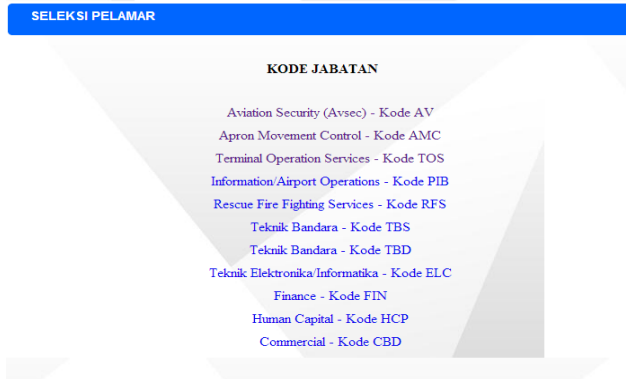 SELEKSI PELAMAR
KODE JABATAN
Aviation Security (Avsec) - Kode AV
Apron Movement Control - Kode AMC
Terminal Operation Services - Kode TOS
Information/Airport Operations - Kode PIB
Rescue Fire Fighting Services - Kode RFS
Teknik Bandara - Kode TBS
Teknik Bandara - Kode TBD
Teknik Elektronika/Informatika - Kode ELC
Finance - Kode FIN
Human Capital - Kode HCP
Commercial - Kode CBD